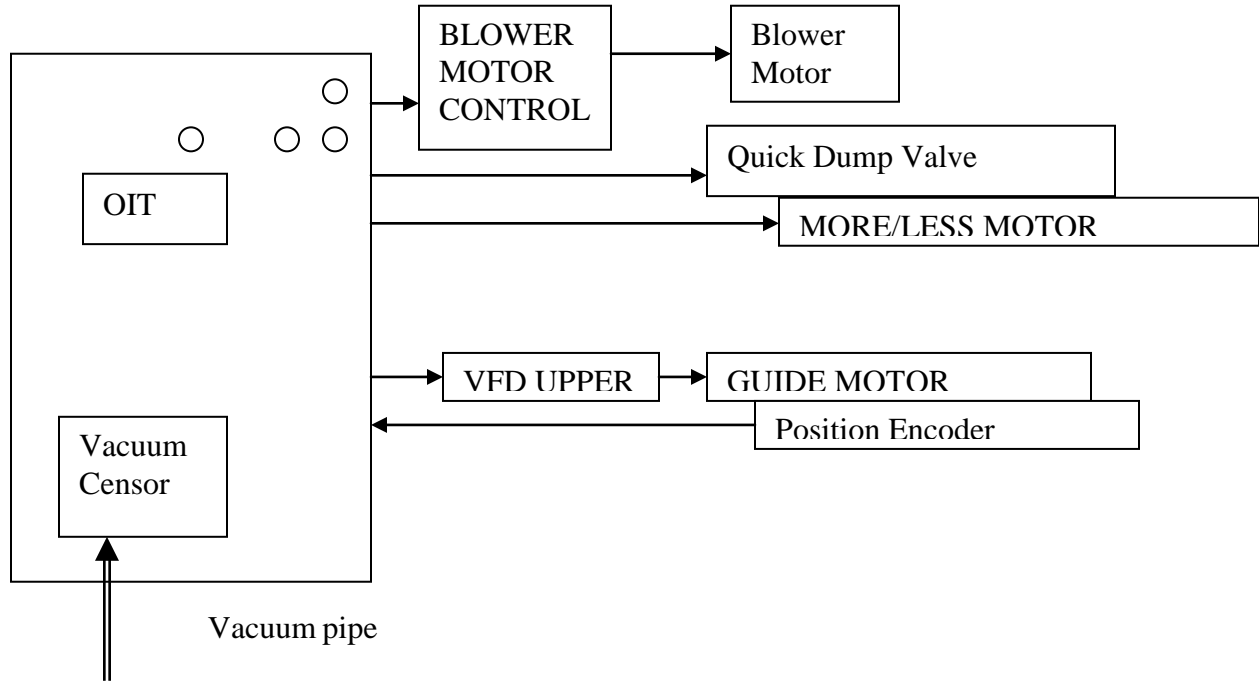 BLOWER
MOTOR
CONTROL
Blower
Motor
Quick Dump Valve
OIT
MORE/LESS MOTOR
VFD UPPER
GUIDE MOTOR
Position Encoder
Vacuum
Censor
Vacuum pipe